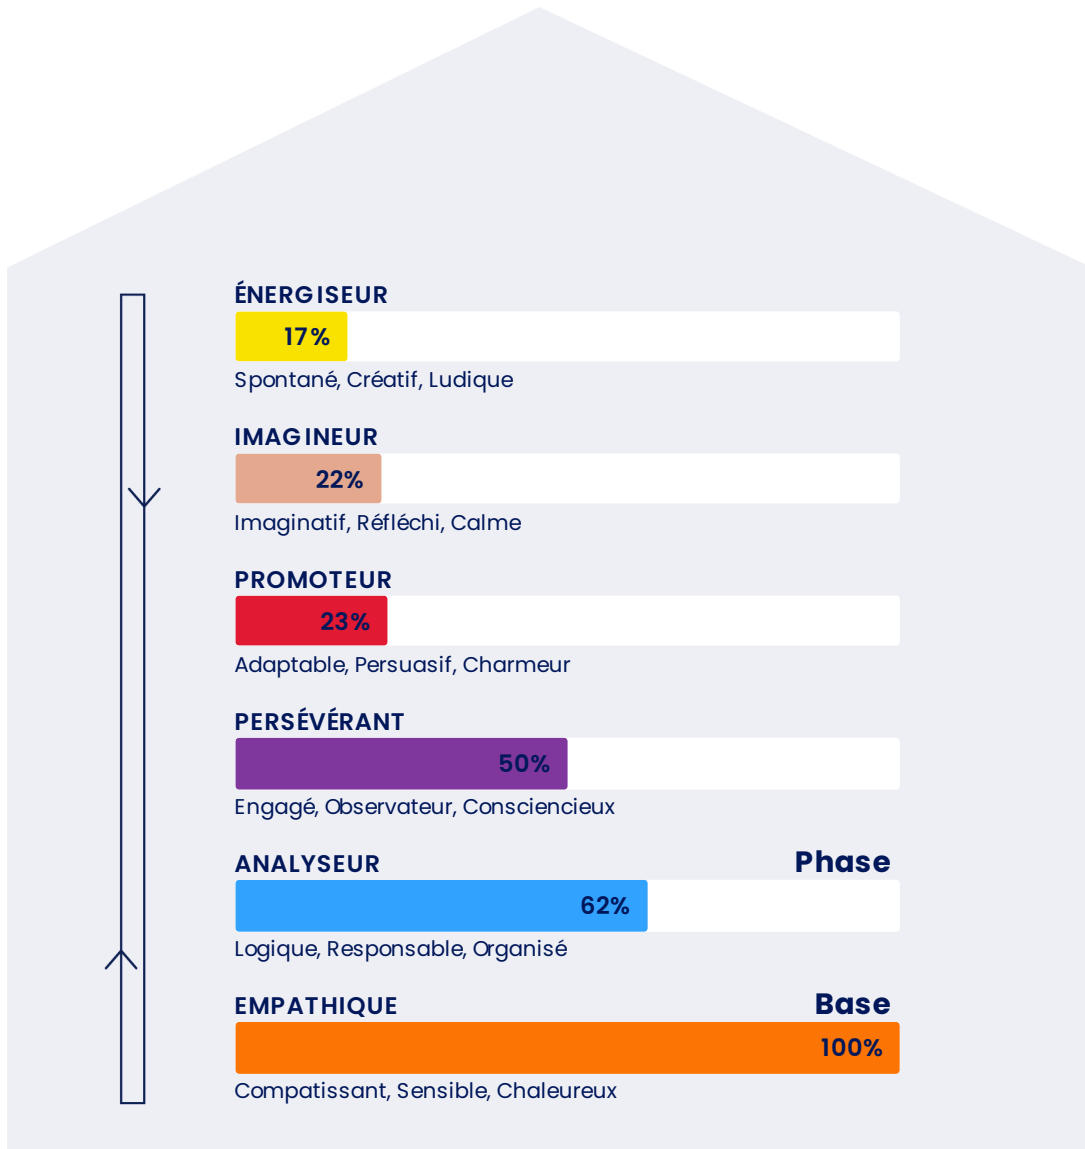 ÉNERGISEUR
17%
Spontané, Créatif, Ludique
IMAGINEUR
22%
Imaginatif, Réfléchi, Calme
PROMOTEUR
23%
Adaptable, Persuasif, Charmeur
PERSÉVÉRANT
50%
Engagé, Observateur, Consciencieux
ANALYSEUR Phase
62%
Logique, Responsable, Organisé
EMPATHIQUE Base
100%
Compatissant, Sensible, Chaleureux